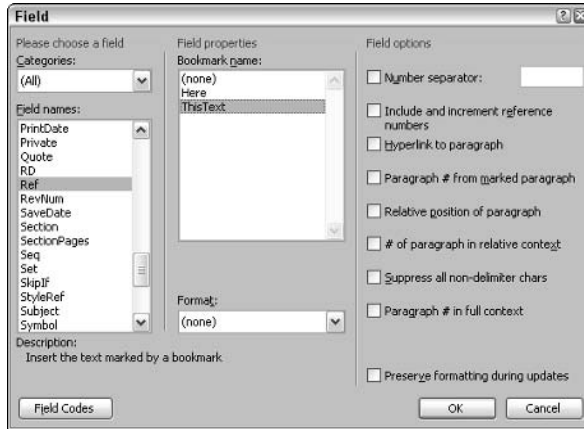 Field
Please choose a field
Categories:
(All)
Field names:
PrintDate
Private
Quote
RD
Ref
RevNum
SaveDate
Section
SectionPages
Seq
Set
SkipIf
StyleRef
Subject
Symbol
Description:
Insert the text marked by a bookmark
Field Codes
Field properties
Bookmark name:
(none)
Here
ThisText
Format:
(none)
Field options
Number separator:
Include and increment reference
numbers
Hyperlink to paragraph
Paragraph # from marked paragraph
Relative position of paragraph
# of paragraph in relative context
Suppress all non-delimiter chars
Paragraph # in full context
Preserve formatting during updates
OK
Cancel